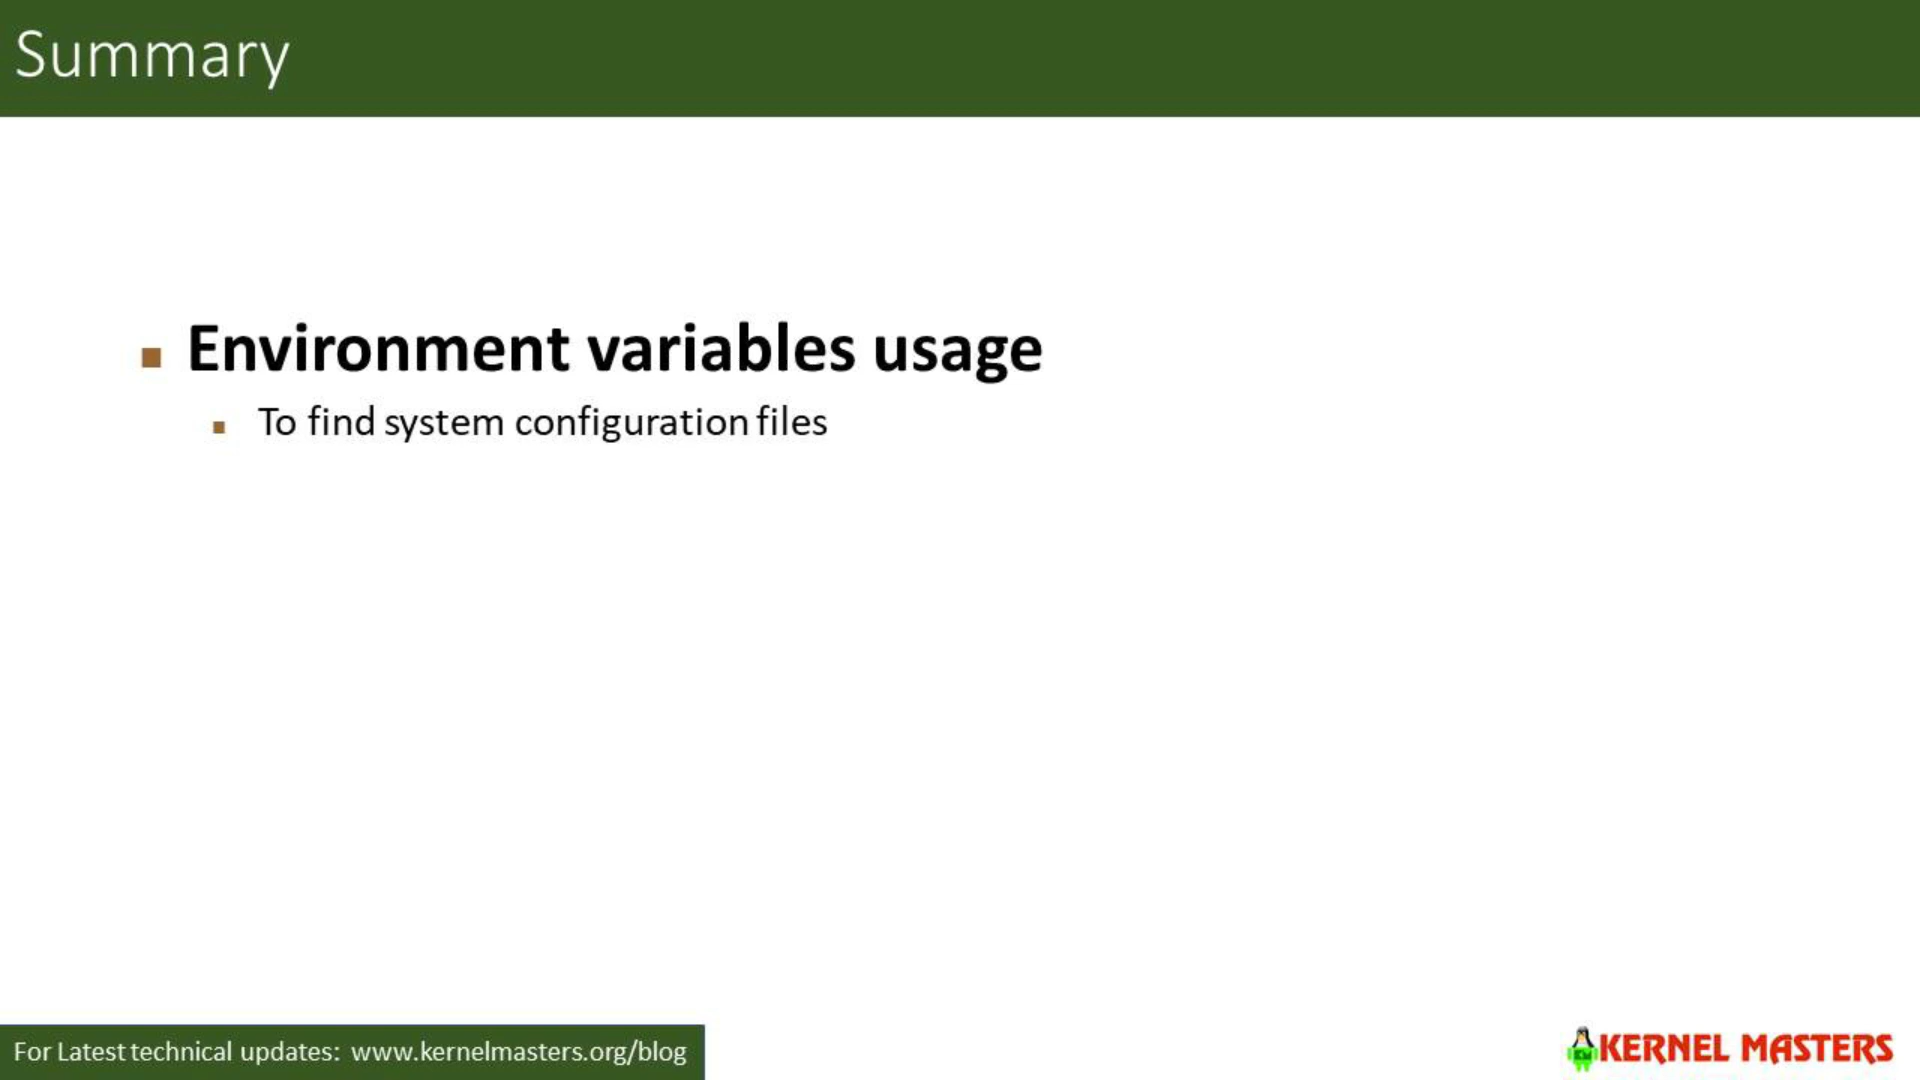 Summary
Environment variables usage
To find system configuration files
For Latest technical updates: www.kernelmasters.org/blog
KM
KERNEL MASTERS